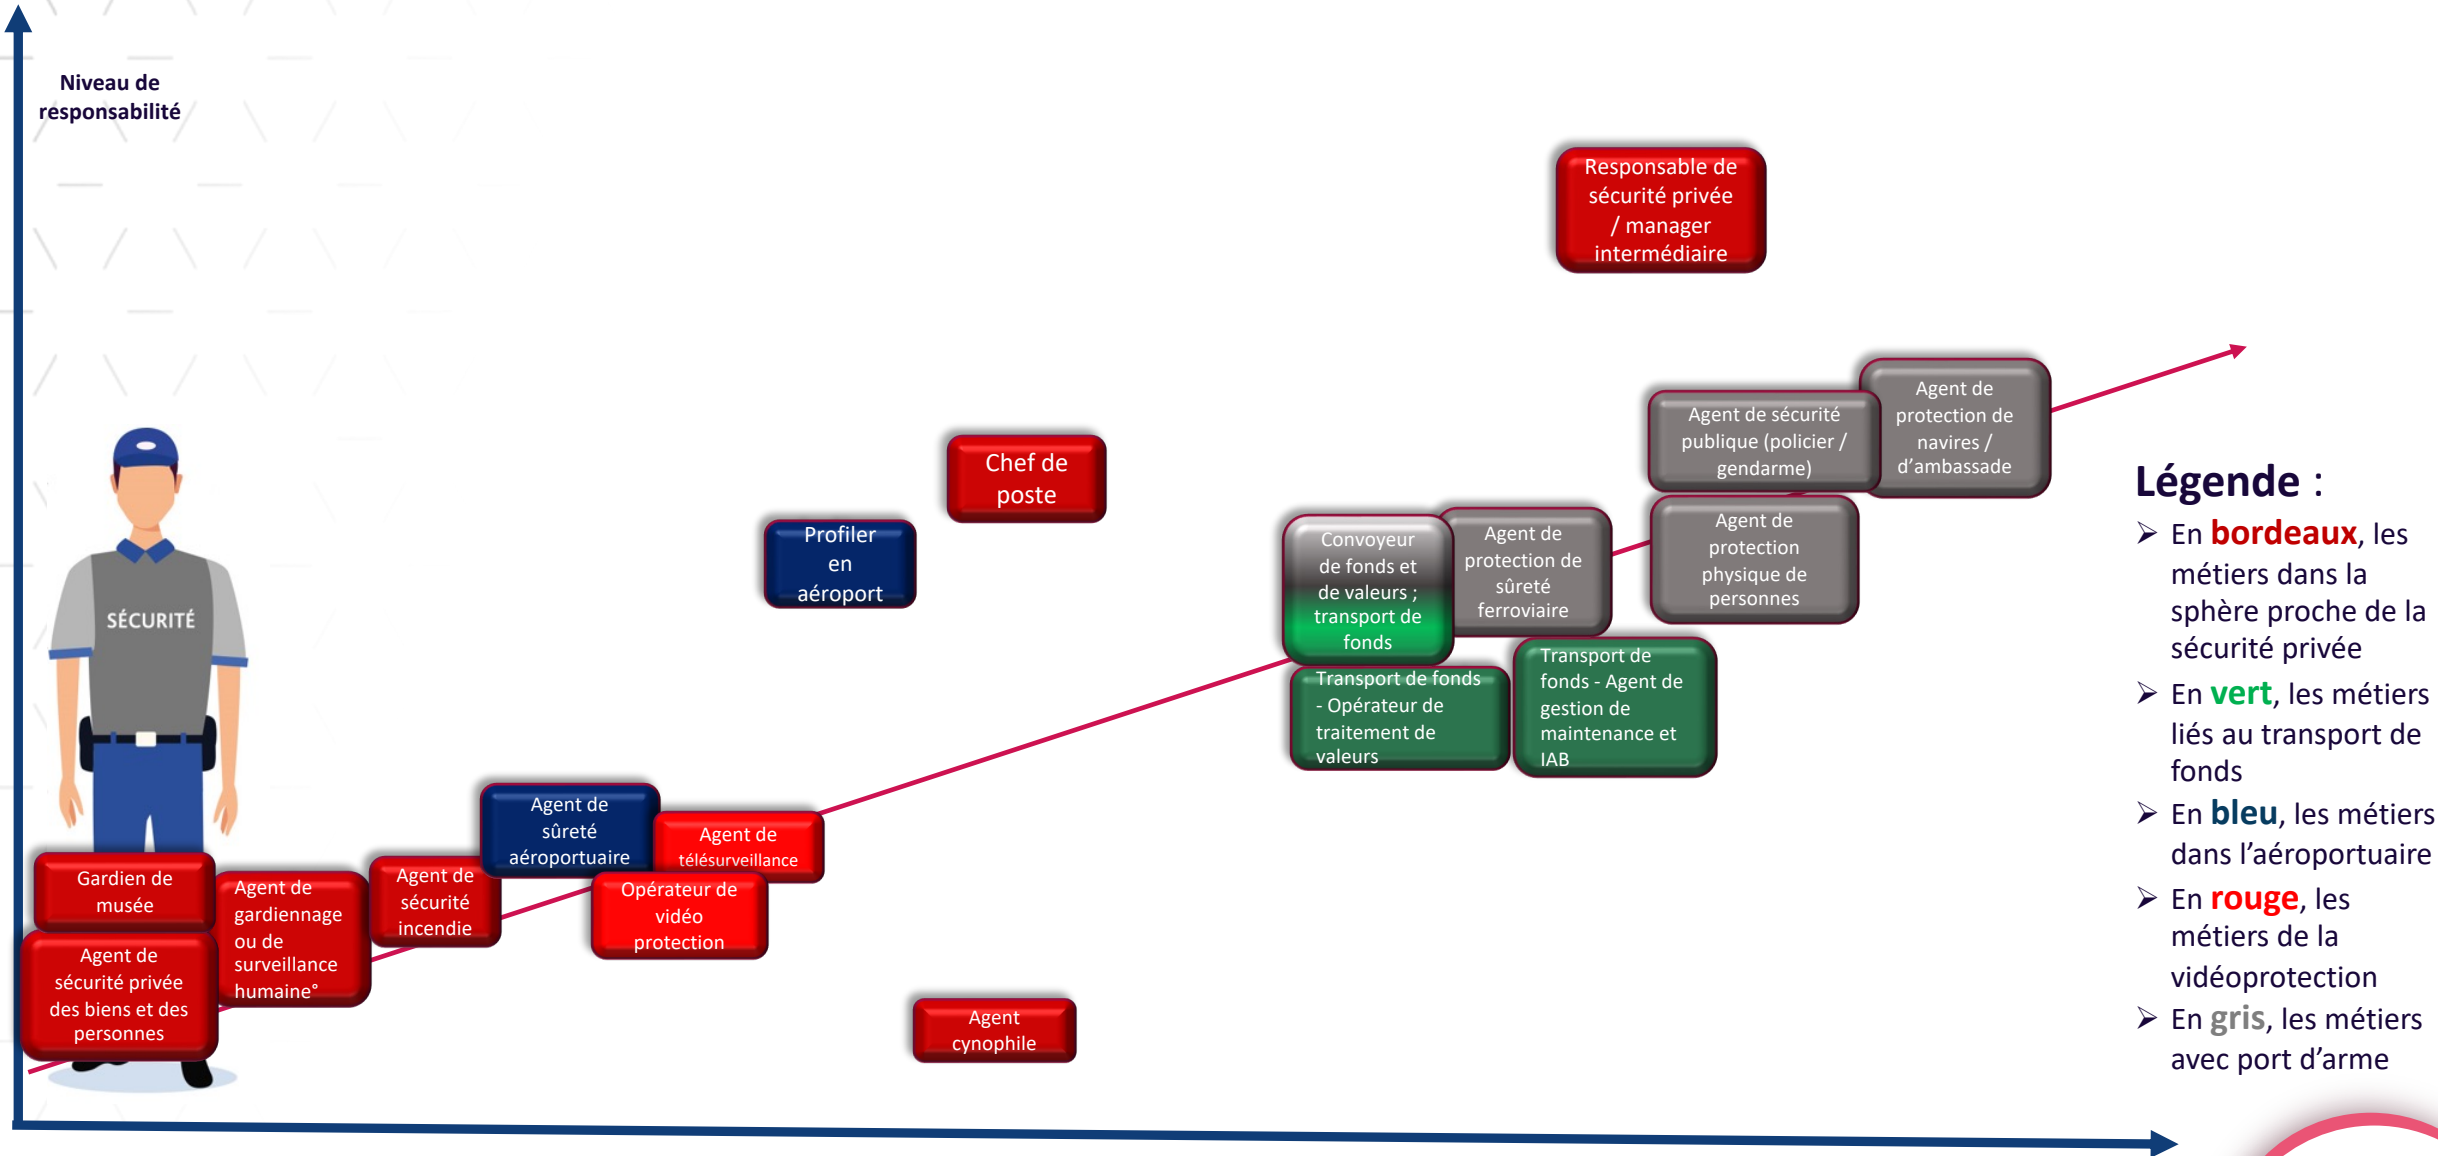 Niveau de
responsabilité
Responsable de
sécurité privée
/ manager
intermédiaire
Agent de
protection de
navires /
d’ambassade
Agent de sécurité
publique (policier /
gendarme)
Chef de
poste
Profiler
en
aéroport
Convoyeur
de fonds et
de valeurs ;
transport de
fonds
Agent de
protection de
sûreté
ferroviaire
Agent de
protection
physique de
personnes
Transport de fonds
- Opérateur de
traitement de
valeurs
Transport de
fonds - Agent de
gestion de
maintenance et
IAB
SÉCURITÉ
Agent de
sûreté
aéroportuaire
Agent de
télésurveillance
Gardien de
musée
Agent de
gardiennage
ou de
surveillance
humaine°
Agent de
sécurité
incendie
Opérateur de
vidéo
protection
Agent de
sécurité privée
des biens et des
personnes
Agent
cynophile
Légende :
➢ En bordeaux, les
métiers dans la
sphère proche de la
sécurité privée
➢ En vert, les métiers
liés au transport de
fonds
➢ En bleu, les métiers
dans l’aéroportuaire
➢ En rouge, les
métiers de la
vidéoprotection
➢ En gris, les métiers
avec port d’arme